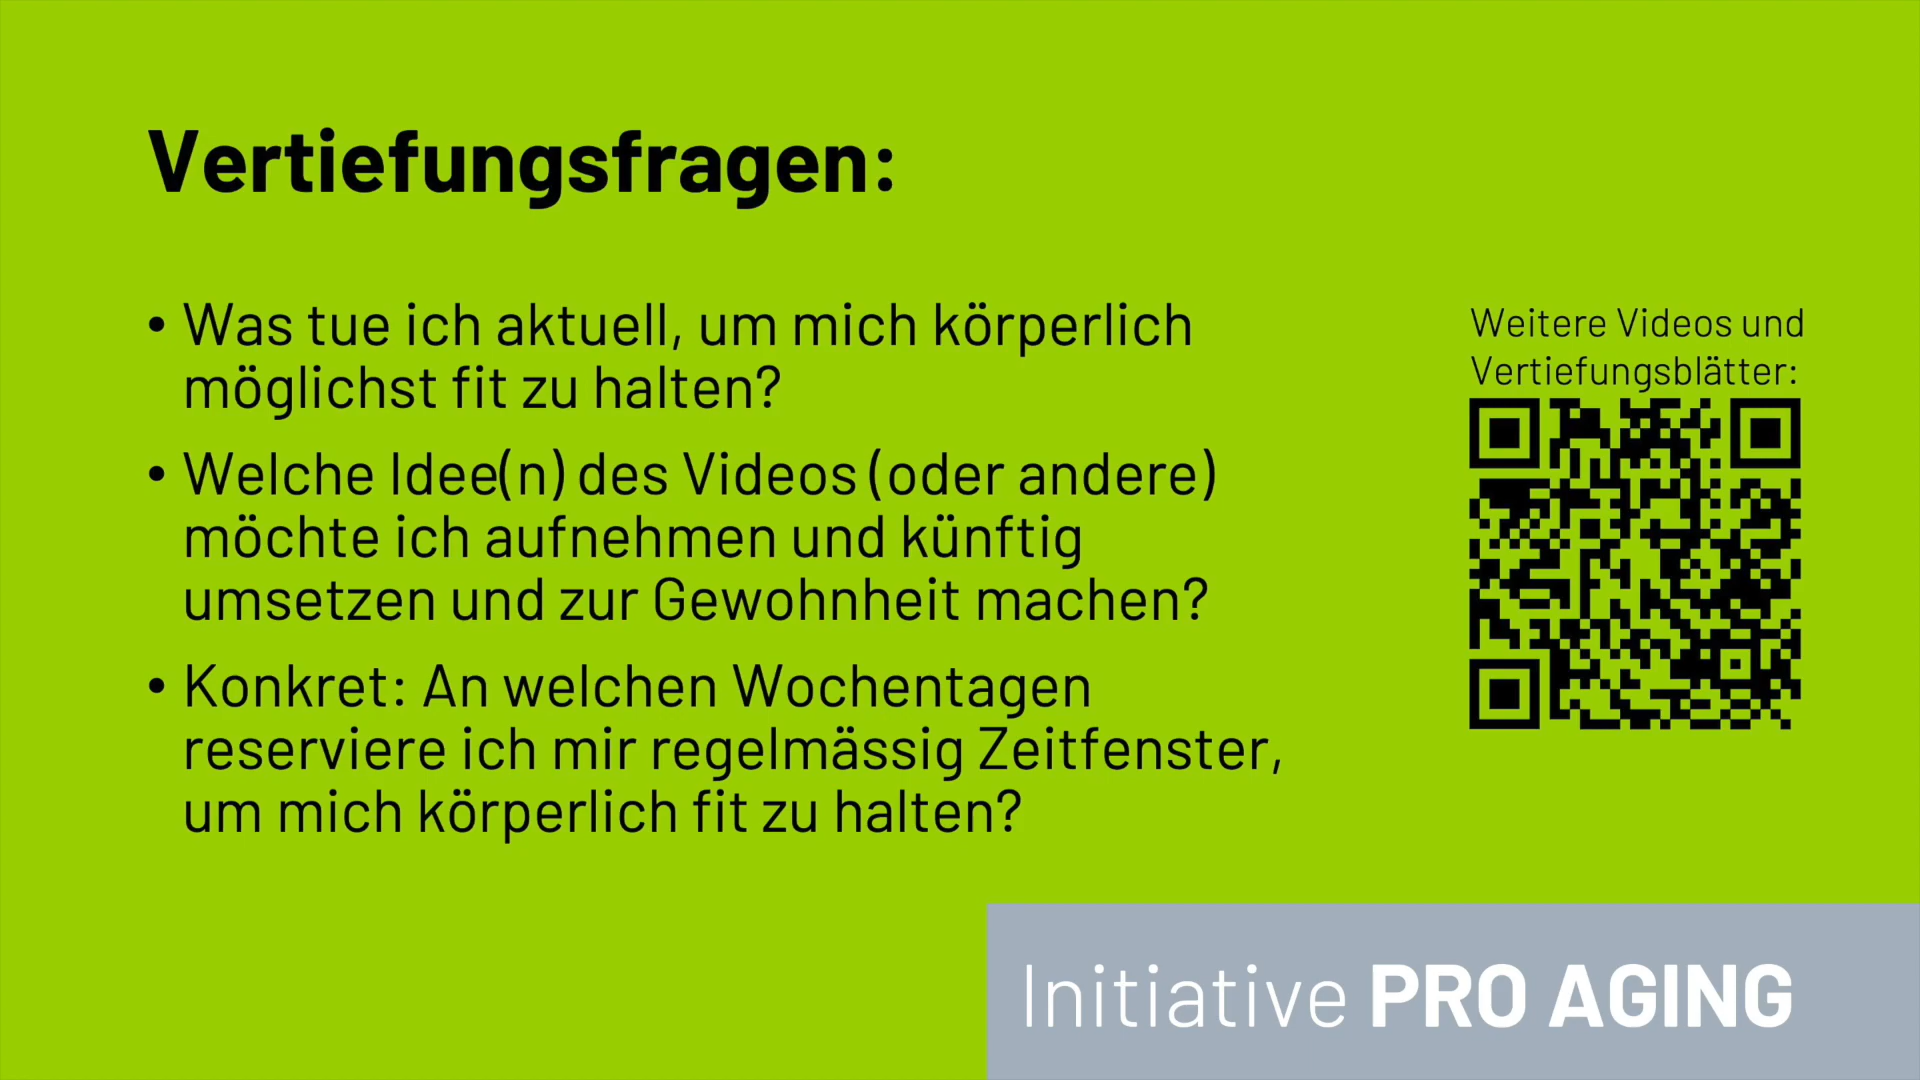 Vertiefungsfragen:
• Was tue ich aktuell, um mich körperlich
möglichst fit zu halten?
• Welche Idee(n) des Videos (oder andere)
möchte ich aufnehmen und künftig
umsetzen und zur Gewohnheit machen?
• Konkret: An welchen Wochentagen
reserviere ich mir regelmässig Zeitfenster,
um mich körperlich fit zu halten?
Weitere Videos und
Vertiefungsblätter:
Initiative PRO AGING